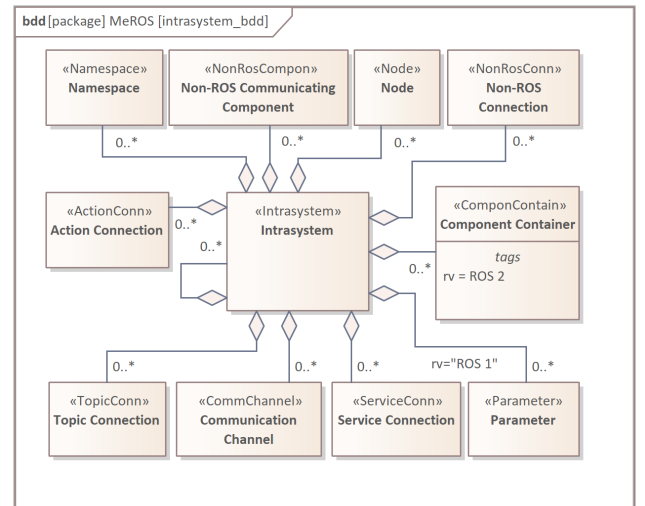 bdd [package] MeROS [intrasystem_bdd]
«Namespace»
Namespace
«NonRosCompon»
Non-ROS Communicating
Component
«Node»
Node
«NonRosConn»
Non-ROS
Connection
0..*
0..*
0..*
0..*
«ActionConn»
Action Connection
0..*
0..*
«Intrasystem»
Intrasystem
«ComponContain»
Component Container
tags
rv = ROS 2
0..*
0..*
0..*
0..*
rv="ROS 1"
0..*
«TopicConn»
Topic Connection
«CommChannel»
Communication
Channel
«ServiceConn»
Service Connection
«Parameter»
Parameter